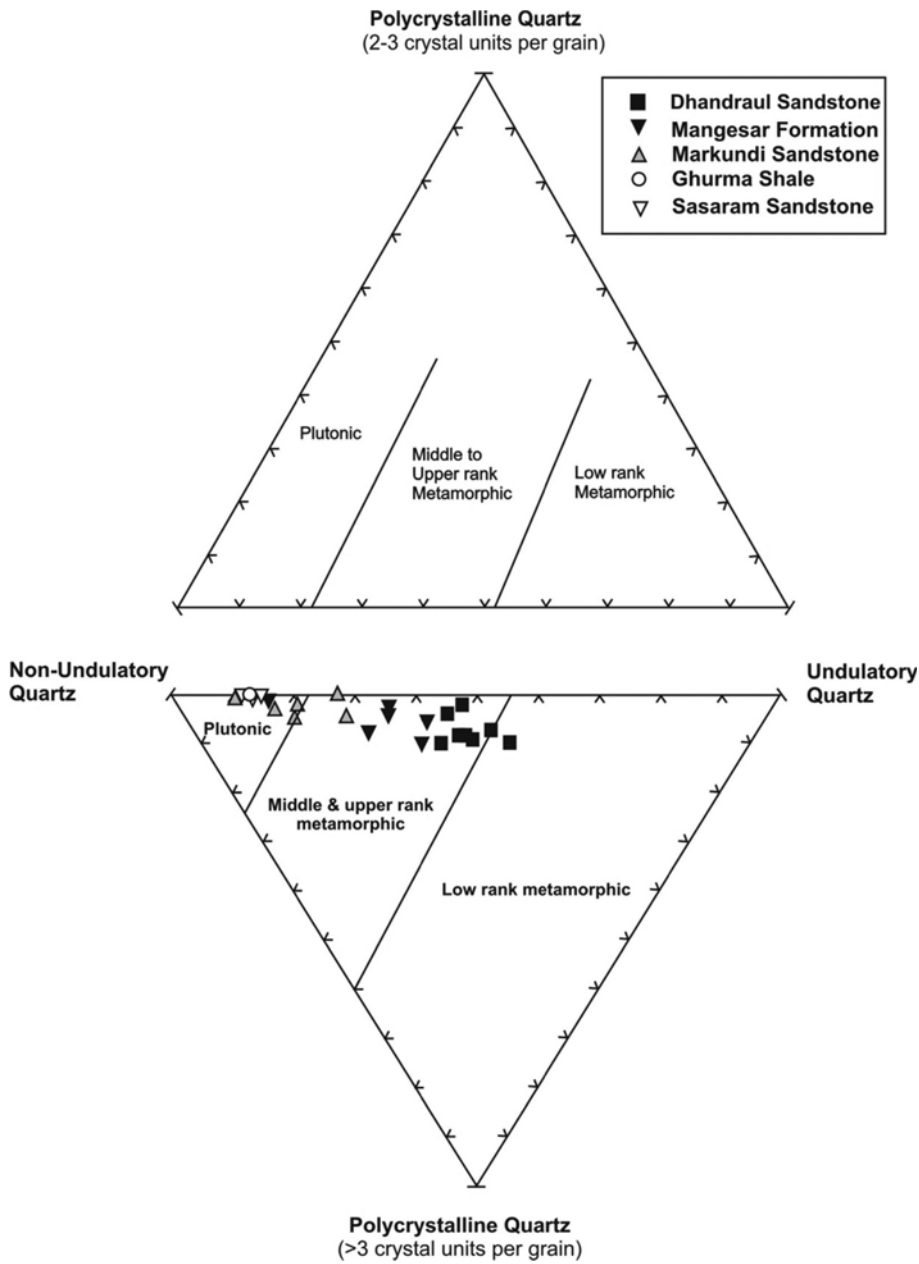 Polycrystalline Quartz
(2-3 crystal units per grain)
Dhandraul Sandstone
Mangesar Formation
Markundi Sandstone
Ghurma Shale
Sasaram Sandstone
Plutonic
Middle to
Upper rank
Metamorphic
Low rank
Metamorphic
Non-Undulatory
Quartz
Undulatory
Quartz
Plutonic
Middle & upper rank
metamorphic
Low rank metamorphic
Polycrystalline Quartz
(>3 crystal units per grain)